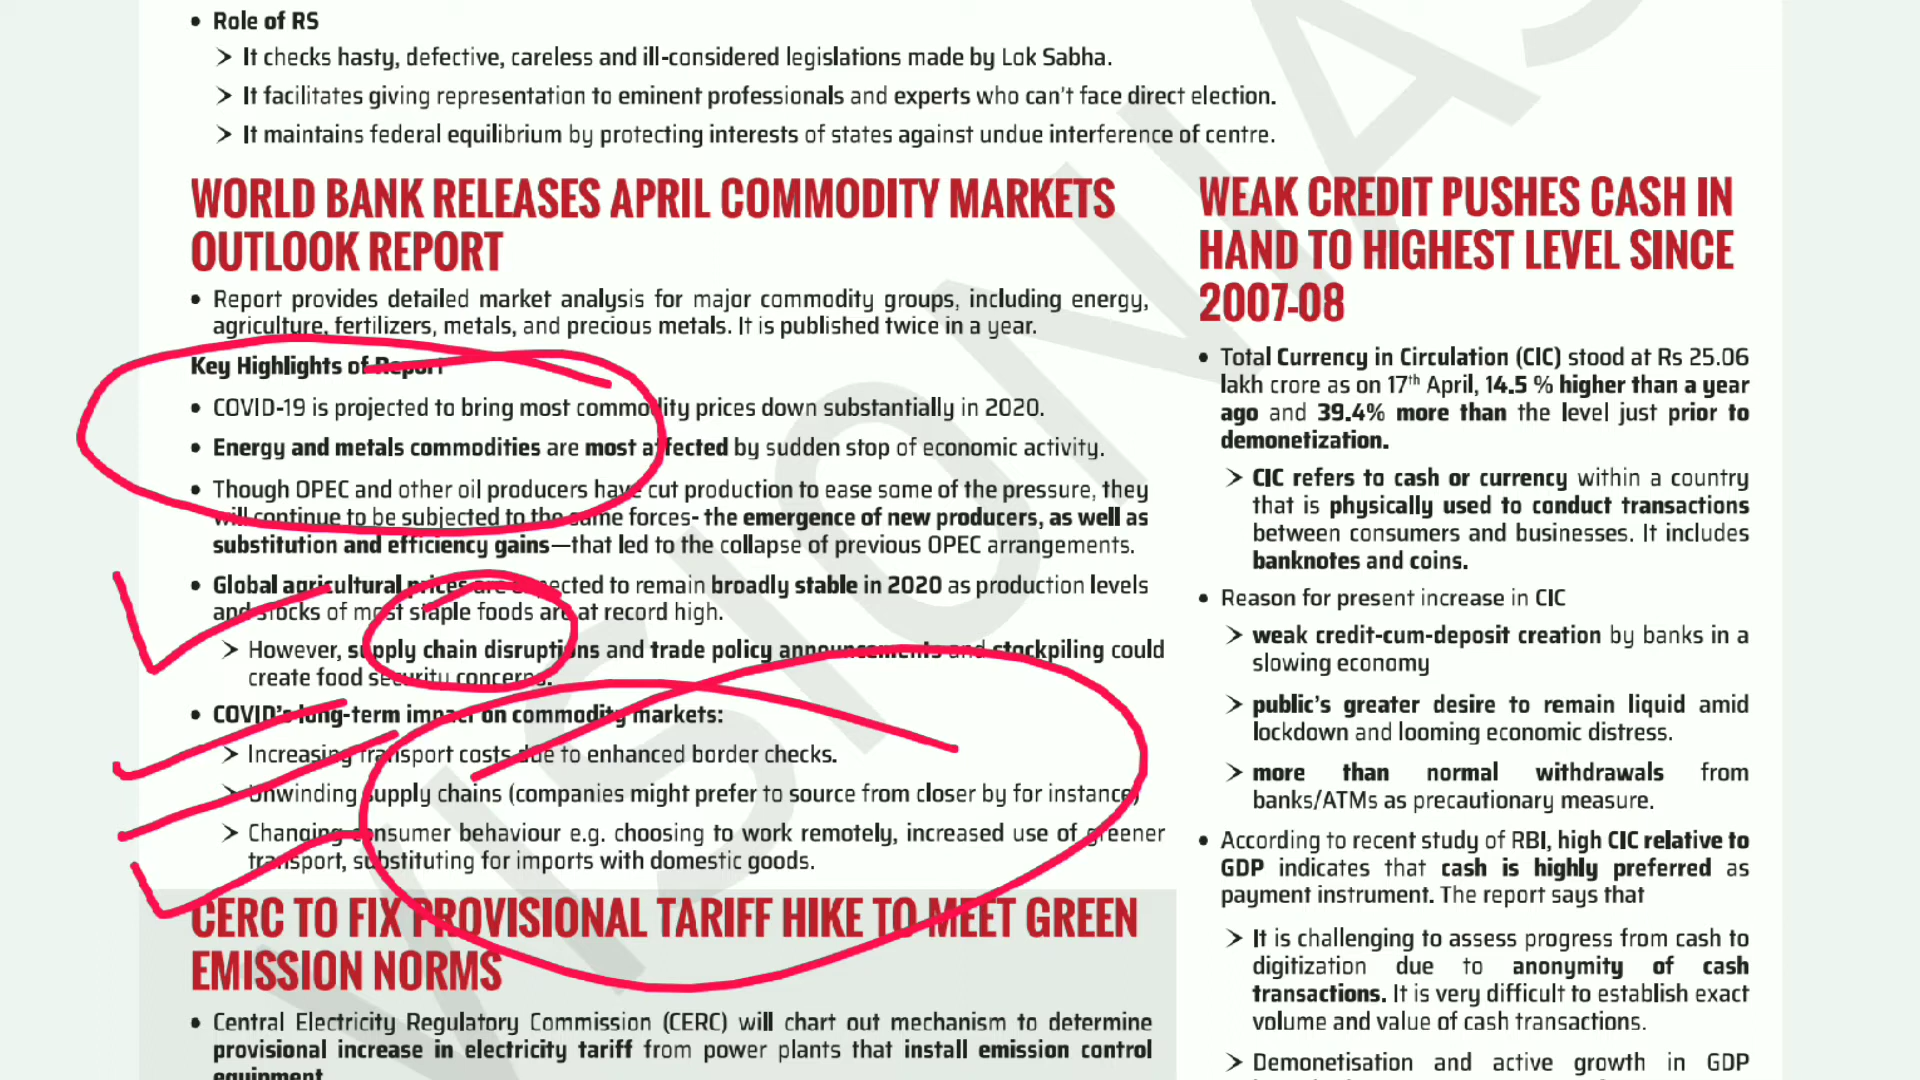 • Role of RS
➢ It checks hasty, defective, careless and ill-considered legislations made by Lok Sabha.
➢ It facilitates giving representation to eminent professionals and experts who can't face direct election.
➢ It maintains federal equilibrium by protecting interests of states against undue interference of centre.
WORLD BANK RELEASES APRIL COMMODITY MARKETS
OUTLOOK REPORT
• Report provides detailed market analysis for major commodity groups, including energy,
agriculture, fertilizers, metals, and precious metals. It is published twice in a year.
Key Highlights of Report
• COVID-19 is projected to bring most commodity prices down substantially in 2020.
• Energy and metals commodities are most affected by sudden stop of economic activity.
• Though OPEC and other oil producers have cut production to ease some of the pressure, they
will continue to be subjected to the same forces- the emergence of new producers, as well as
substitution and efficiency gains—that led to the collapse of previous OPEC arrangements.
• Global agricultural prices are expected to remain broadly stable in 2020 as production levels
and stocks of most staple foods are at record high.
➢ However, supply chain disruptions and trade policy announcements and stockpiling could
create food security concerns.
• COVID's long-term impact on commodity markets:
➢ Increasing transport costs due to enhanced border checks.
➢ Unwinding supply chains (companies might prefer to source from closer by for instance)
➢ Changing consumer behaviour e.g. choosing to work remotely, increased use of greener
transport, substituting for imports with domestic goods.
CERC TO FIX PROVISIONAL TARIFF HIKE TO MEET GREEN
EMISSION NORMS
• Central Electricity Regulatory Commission (CERC) will chart out mechanism to determine
provisional increase in electricity tariff from power plants that install emission control
equipment.
WEAK CREDIT PUSHES CASH IN
HAND TO HIGHEST LEVEL SINCE
2007-08
• Total Currency in Circulation (CIC) stood at Rs 25.06
lakh crore as on 17th April, 14.5 % higher than a year
ago and 39.4% more than the level just prior to
demonetization.
➢ CIC refers to cash or currency within a country
that is physically used to conduct transactions
between consumers and businesses. It includes
banknotes and coins.
• Reason for present increase in CIC
➢ weak credit-cum-deposit creation by banks in a
slowing economy
➢ public's greater desire to remain liquid amid
lockdown and looming economic distress.
➢ more than normal withdrawals from
banks/ATMs as precautionary measure.
• According to recent study of RBI, high CIC relative to
GDP indicates that cash is highly preferred as
payment instrument. The report says that
➢ It is challenging to assess progress from cash to
digitization due to anonymity of cash
transactions. It is very difficult to establish exact
volume and value of cash transactions.
➢ Demonetisation and active growth in GDP
VISIONIAS